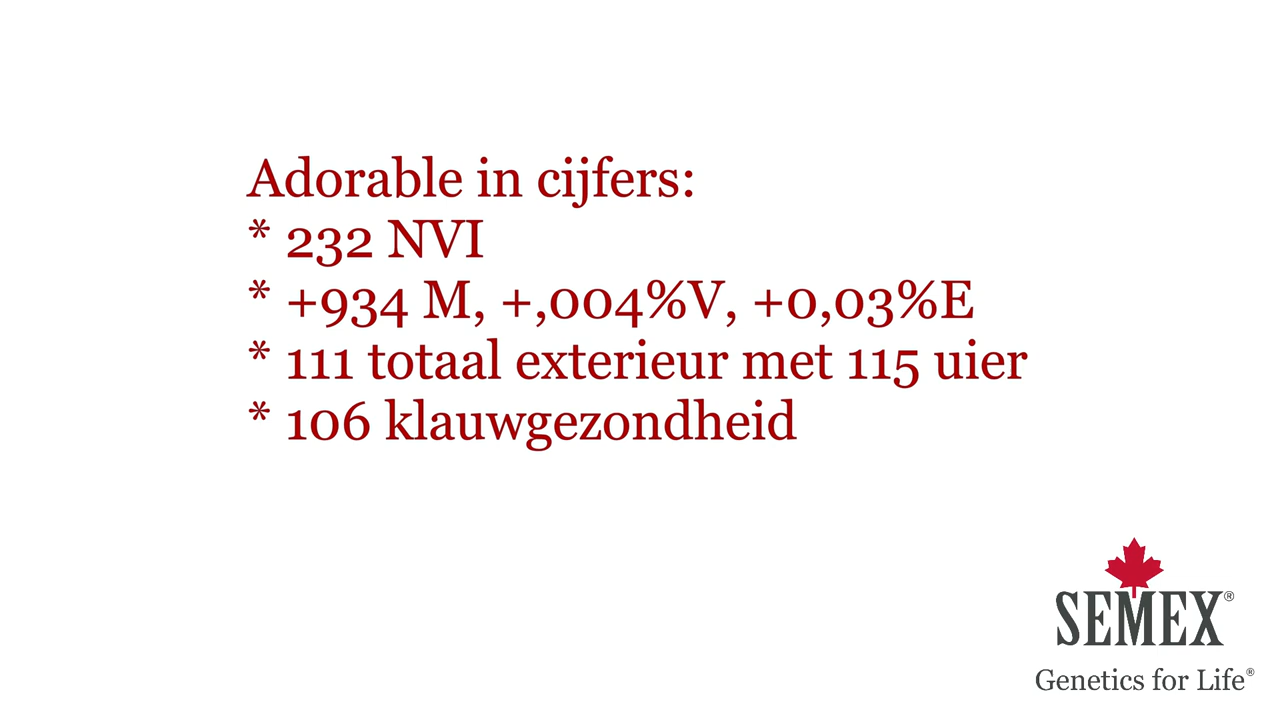 Adorable in cijfers:
* 232 NVI
* +934 M, +,004%V, +0,03%E
* 111 totaal exterieur met 115 uier
* 106 klauwgezondheid
SEMEX®
Genetics for Life®